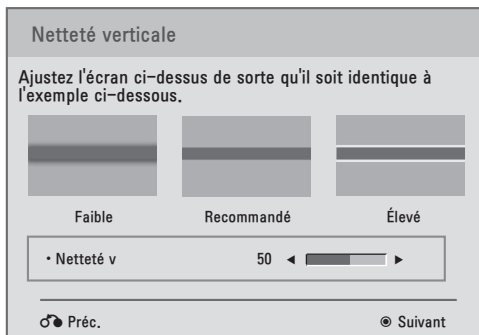 Netteté verticale
Ajustez l'écran ci-dessus de sorte qu'il soit identique à
l'exemple ci-dessous.
Faible Recommandé Élevé
• Netteté v 50 ◄ ►
Préc. ◉ Suivant